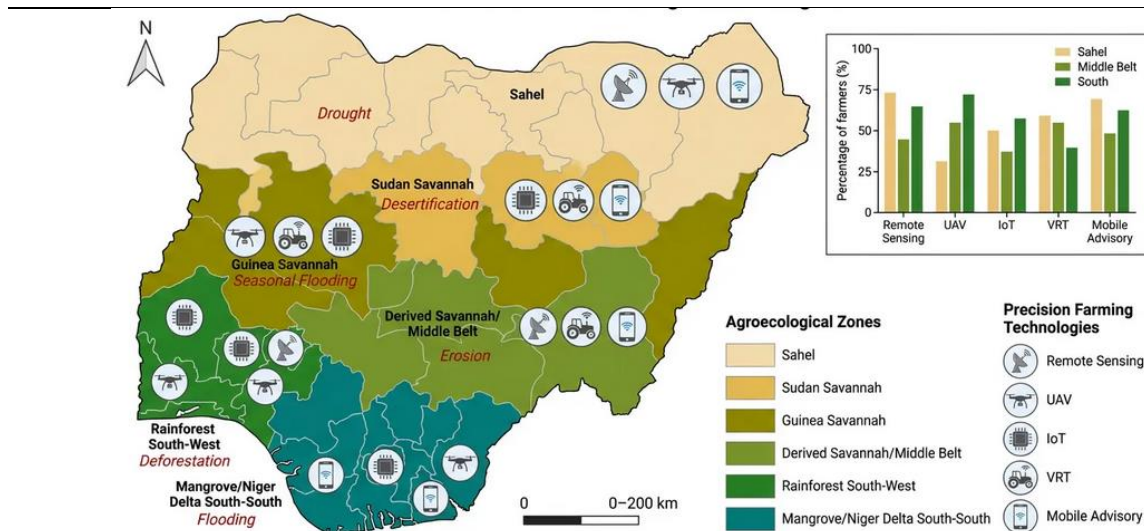 N
Drought
Sahel
Sudan Savannah
Desertification
Guinea Savannah
Seasonal Flooding
Derived Savannah/
Middle Belt
Erosion
Rainforest
South-West
Deforestation
Mangrove/Niger
Delta South-South
Flooding
0
0–200 km
Percentage of farmers (%)
100
75
50
25
0
Sahel
Middle Belt
South
Remote
Sensing
UAV
IoT
VRT
Mobile
Advisory
Agroecological Zones
Sahel
Sudan Savannah
Guinea Savannah
Derived Savannah/Middle Belt
Rainforest South-West
Mangrove/Niger Delta South-South
Precision Farming
Technologies
Remote Sensing
UAV
IoT
VRT
Mobile Advisory